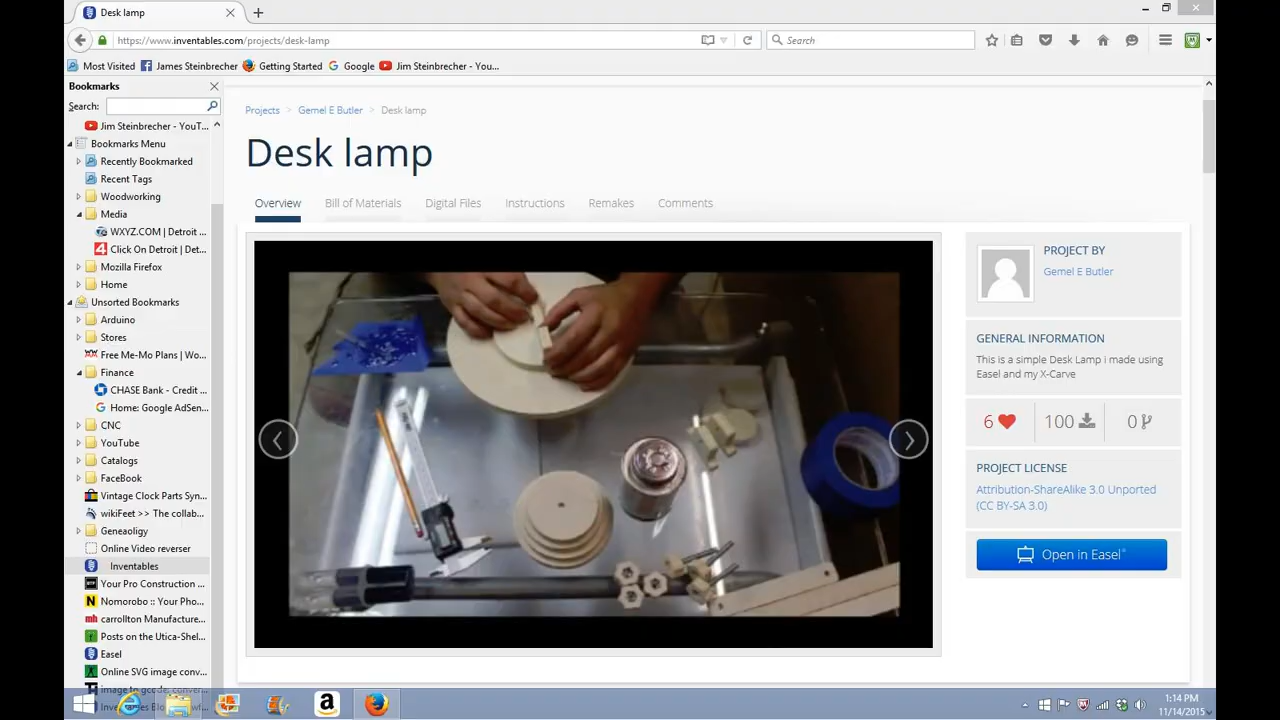 Desk lamp
https://www.inventables.com/projects/desk-lamp
Search
Most Visited James Steinbrecher Getting Started Google Jim Steinbrecher - You...
Bookmarks
Search:
Jim Steinbrecher - YouT...
Bookmarks Menu
Recently Bookmarked
Recent Tags
Woodworking
Media
WXYZ.COM | Detroit ...
Click On Detroit | Det...
Mozilla Firefox
Home
Unsorted Bookmarks
Arduino
Stores
Free Me-Mo Plans | Wo...
Finance
CHASE Bank - Credit ...
Home: Google AdSen...
CNC
YouTube
Catalogs
FaceBook
Vintage Clock Parts Syn...
wikiFeet >> The collab...
Geneaoligy
Online Video reverser
Inventables
Your Pro Construction ...
Nomorobo :: Your Pho...
carrollton Manufacture...
Posts on the Utica-Shel...
Easel
Online SVG image conv...
Projects > Gemel E Butler > Desk lamp
Desk lamp
Overview Bill of Materials Digital Files Instructions Remakes Comments
PROJECT BY
Gemel E Butler
GENERAL INFORMATION
This is a simple Desk Lamp i made using
Easel and my X-Carve
6 100 0
PROJECT LICENSE
Attribution-ShareAlike 3.0 Unported
(CC BY-SA 3.0)
Open in Easel®
1:14 PM
11/14/2015